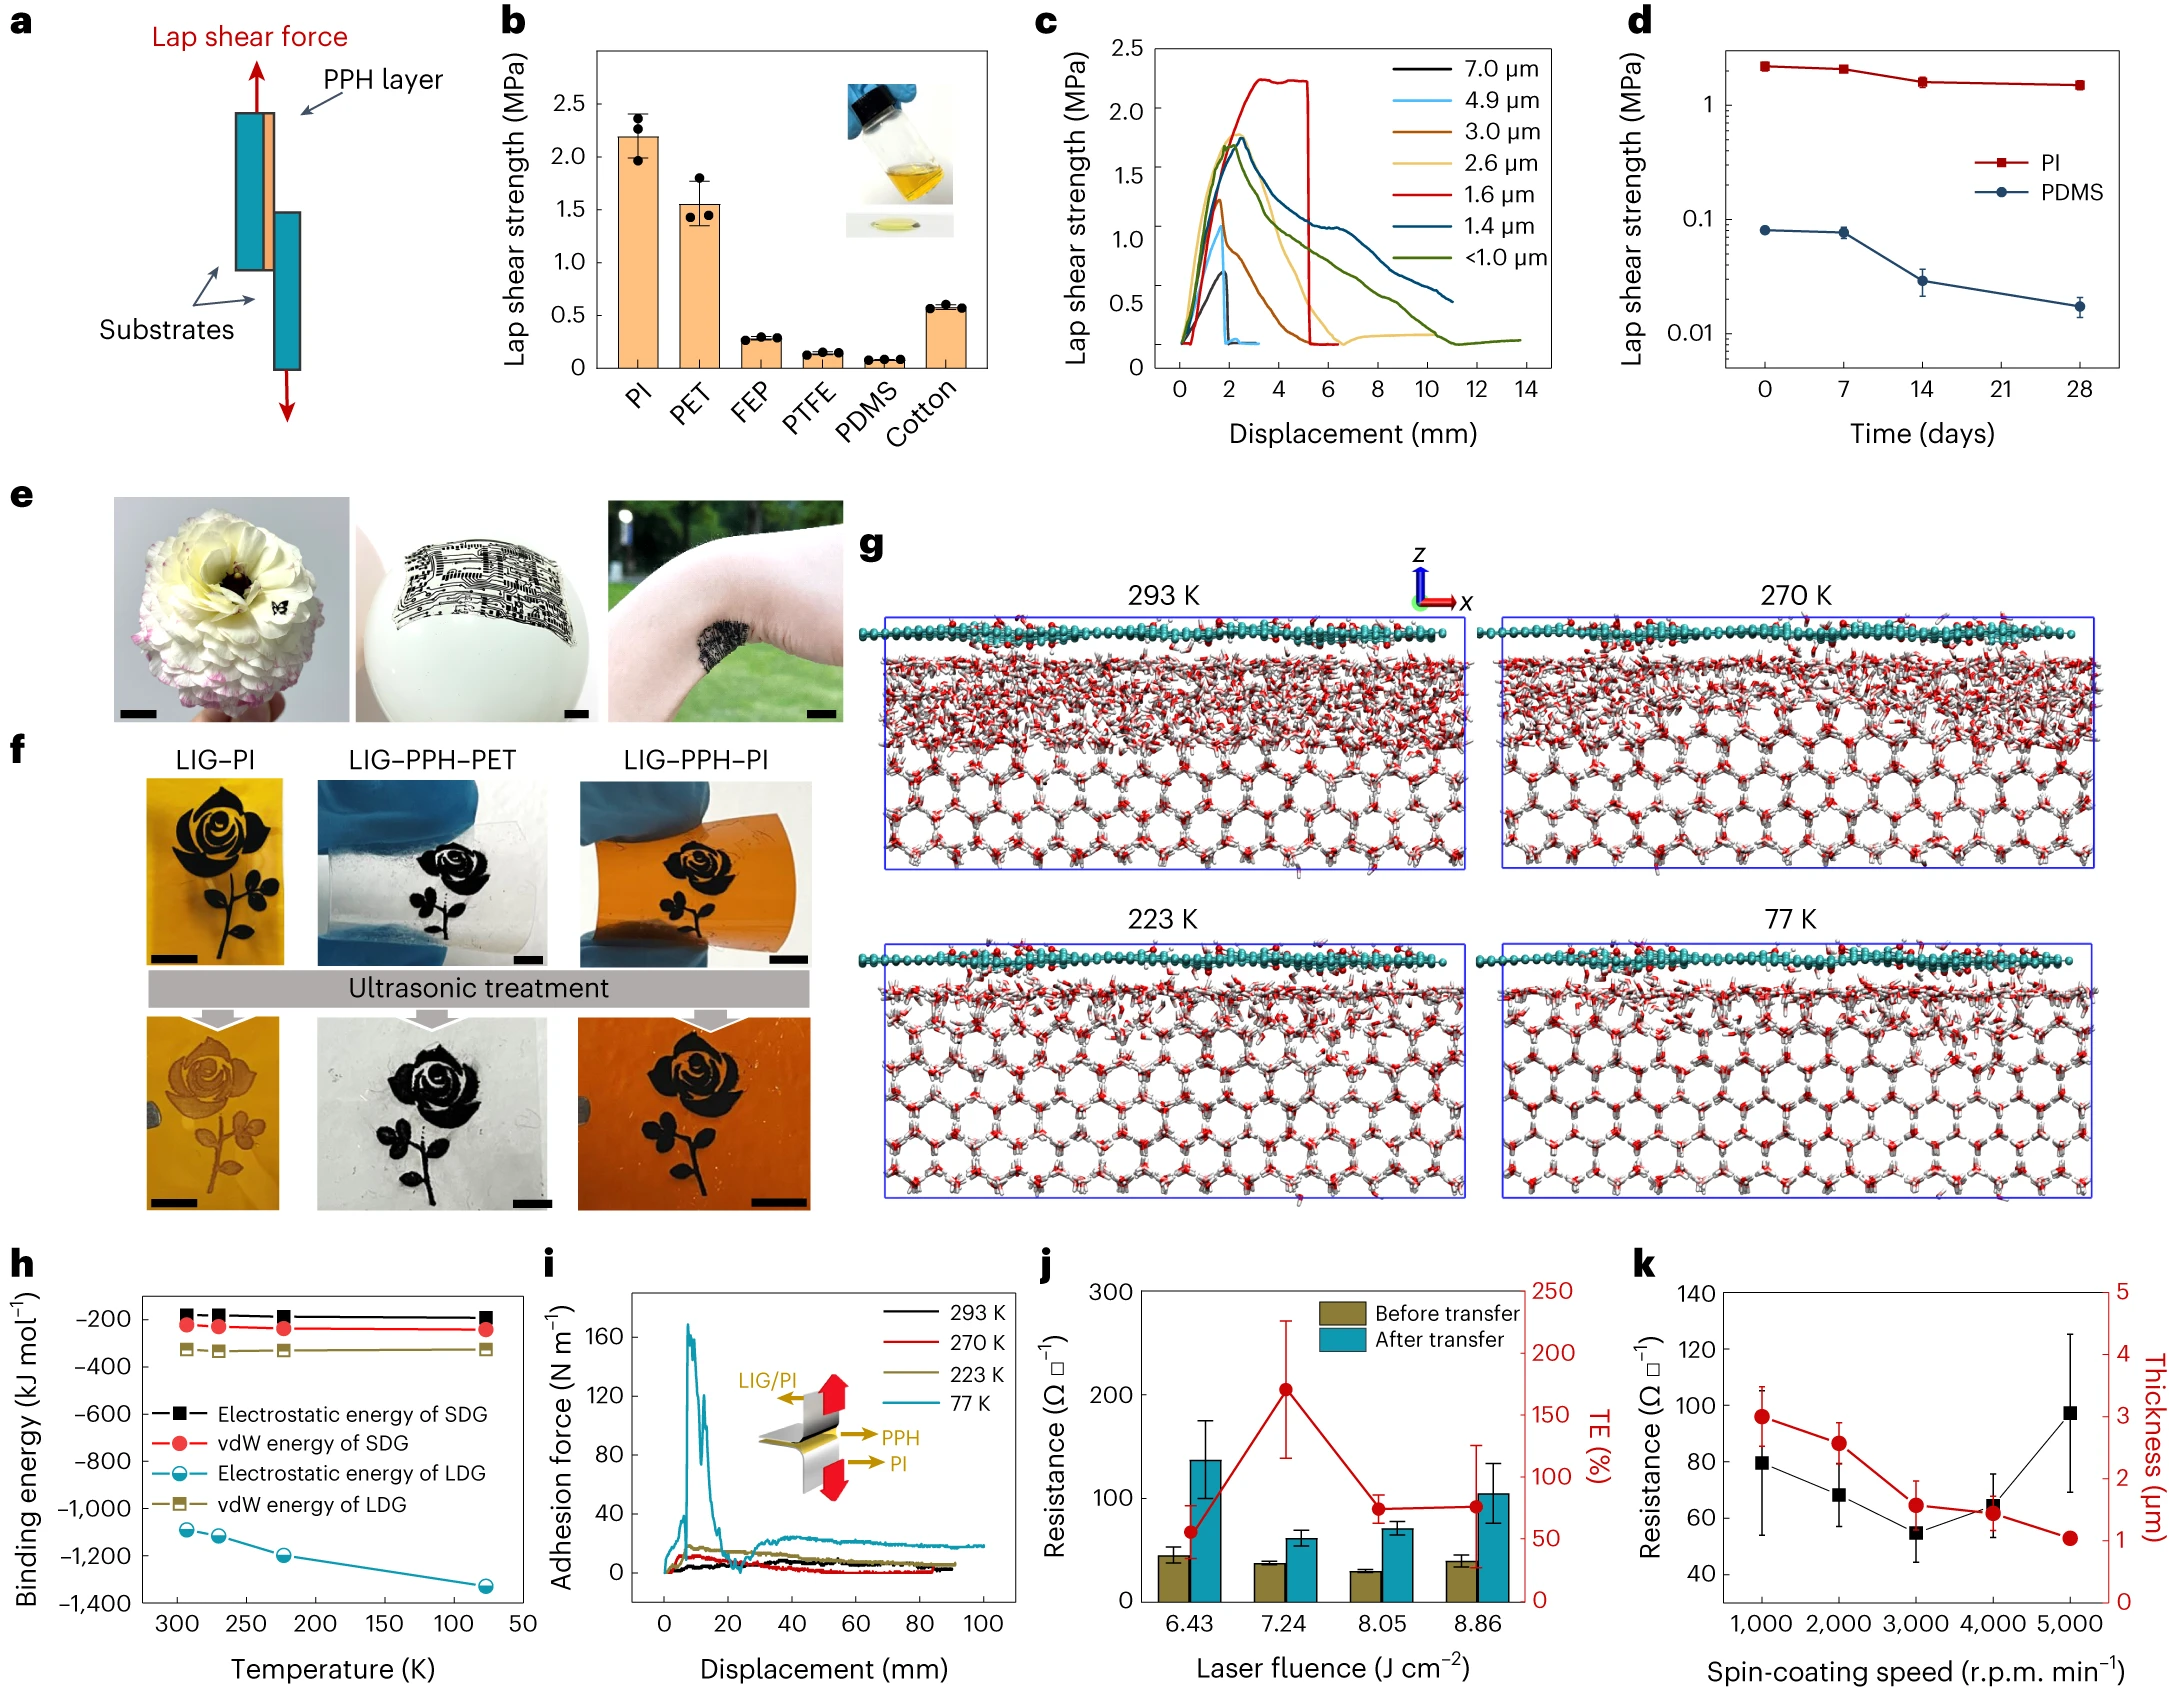 a
Lap shear force
PPH layer
Substrates
b
Lap shear strength (MPa)
2.5
2.0
1.5
1.0
0.5
0
PI
PET
FEP
PTFE
PDMS
Cotton
c
Lap shear strength (MPa)
2.5
2.0
1.5
1.0
0.5
0
7.0 µm
4.9 µm
3.0 µm
2.6 µm
1.6 µm
1.4 µm
<1.0 µm
0 2 4 6 8 10 12 14
Displacement (mm)
d
Lap shear strength (MPa)
1
0.1
0.01
PI
PDMS
0 7 14 21 28
Time (days)
e
f
LIG–PI
LIG–PPH–PET
LIG–PPH–PI
Ultrasonic treatment
g
z
x
293 K
270 K
223 K
77 K
h
Binding energy (kJ mol⁻¹)
−200
−400
−600
−800
−1,000
−1,200
−1,400
Electrostatic energy of SDG
vdW energy of SDG
Electrostatic energy of LDG
vdW energy of LDG
300 250 200 150 100 50
Temperature (K)
i
Adhesion force (N m⁻¹)
160
120
80
40
0
293 K
270 K
223 K
77 K
LIG/PI
PPH
PI
0 20 40 60 80 100
Displacement (mm)
j
Resistance (Ω □⁻¹)
300
200
100
0
Before transfer
After transfer
250
200
150
100
50
0
TE (%)
6.43 7.24 8.05 8.86
Laser fluence (J cm⁻²)
k
Resistance (Ω □⁻¹)
140
120
100
80
60
40
5
4
3
2
1
0
Thickness (µm)
1,000 2,000 3,000 4,000 5,000
Spin-coating speed (r.p.m. min⁻¹)